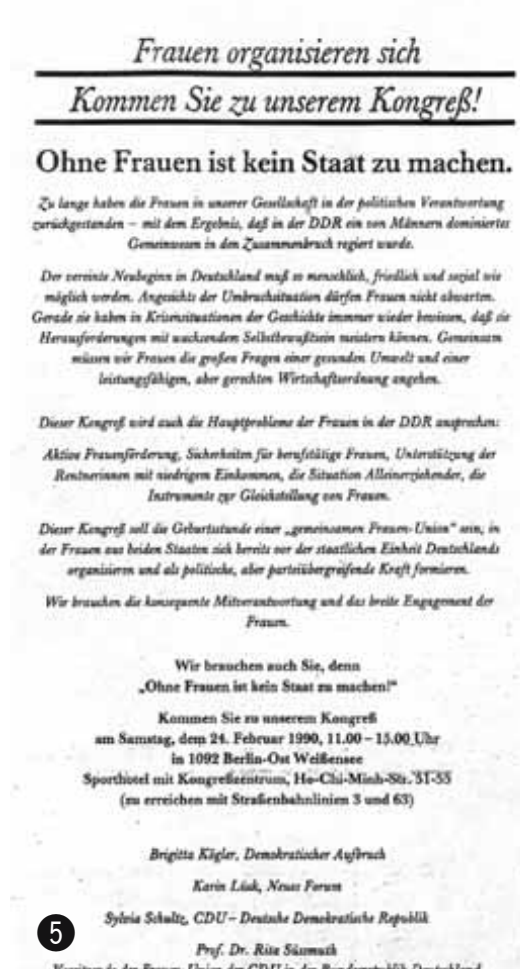 Frauen organisieren sich
Kommen Sie zu unserem Kongreß!
Ohne Frauen ist kein Staat zu machen.
Zu lange haben die Frauen in unserer Gesellschaft in der politischen Verantwortung
zurückgestanden – mit dem Ergebnis, daß in der DDR ein von Männern dominiertes
Gemeinwesen in den Zusammenbruch regiert wurde.
Der vereinte Neubeginn in Deutschland muß so menschlich, friedlich und sozial wie
möglich werden. Angesichts der Umbruchsituation dürfen Frauen nicht abwarten.
Gerade sie haben in Krisensituationen der Geschichte immer wieder bewiesen, daß sie
Herausforderungen mit wachsendem Selbstbewußtsein meistern können. Gemeinsam
müssen wir Frauen die großen Fragen einer gesunden Umwelt und einer
leistungsfähigen, aber gerechten Wirtschaftsordnung angehen.
Dieser Kongreß wird auch die Hauptprobleme der Frauen in der DDR ansprechen:
Aktive Frauenförderung, Sicherheiten für berufstätige Frauen, Unterstützung der
Rentnerinnen mit niedrigem Einkommen, die Situation Alleinerziehender, die
Instrumente zur Gleichstellung von Frauen.
Dieser Kongreß soll die Geburtsstunde einer „gemeinsamen Frauen-Union" sein, in
der Frauen aus beiden Staaten sich bereits vor der staatlichen Einheit Deutschlands
organisieren und als politische, aber parteiübergreifende Kraft formieren.
Wir brauchen die konsequente Mitverantwortung und das breite Engagement der
Frauen.
Wir brauchen auch Sie, denn
„Ohne Frauen ist kein Staat zu machen!"
Kommen Sie zu unserem Kongreß
am Samstag, dem 24. Februar 1990, 11.00 – 15.00 Uhr
in 1092 Berlin-Ost Weißensee
Sporthotel mit Kongreßzentrum, Ho-Chi-Minh-Str. 51-55
(zu erreichen mit Straßenbahnlinien 3 und 63)
Brigitta Kögler, Demokratischer Aufbruch
Karin Lück, Neues Forum
Sylvia Schultz, CDU – Deutsche Demokratische Republik
5
Prof. Dr. Rita Süssmuth
Vorsitzende der Frauen-Union der CDU in der Bundesrepublik Deutschland